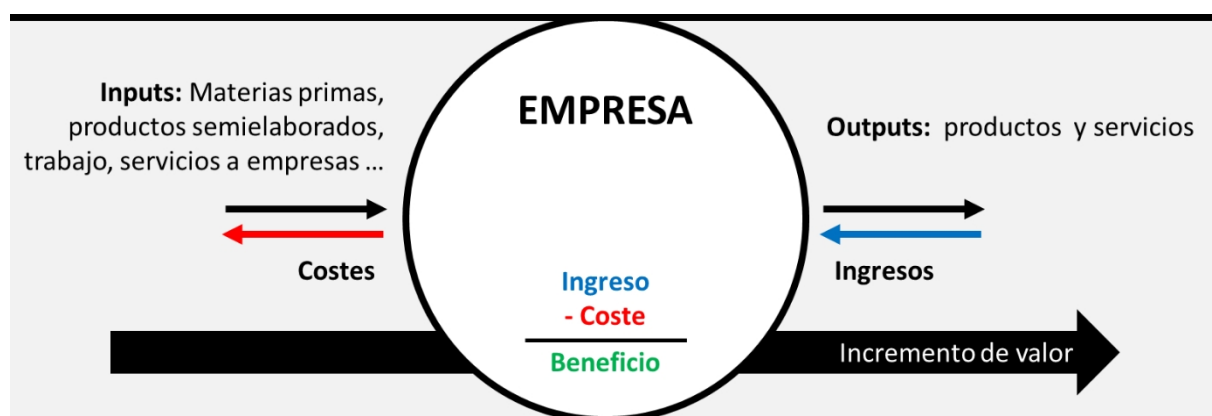 Inputs: Materias primas,
productos semielaborados,
trabajo, servicios a empresas ...
Costes
EMPRESA
Ingreso
- Coste
Beneficio
Outputs: productos y servicios
Ingresos
Incremento de valor